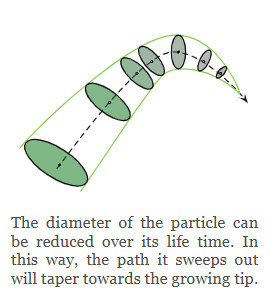 The diameter of the particle can
be reduced over its life time. In
this way, the path it sweeps out
will taper towards the growing tip.